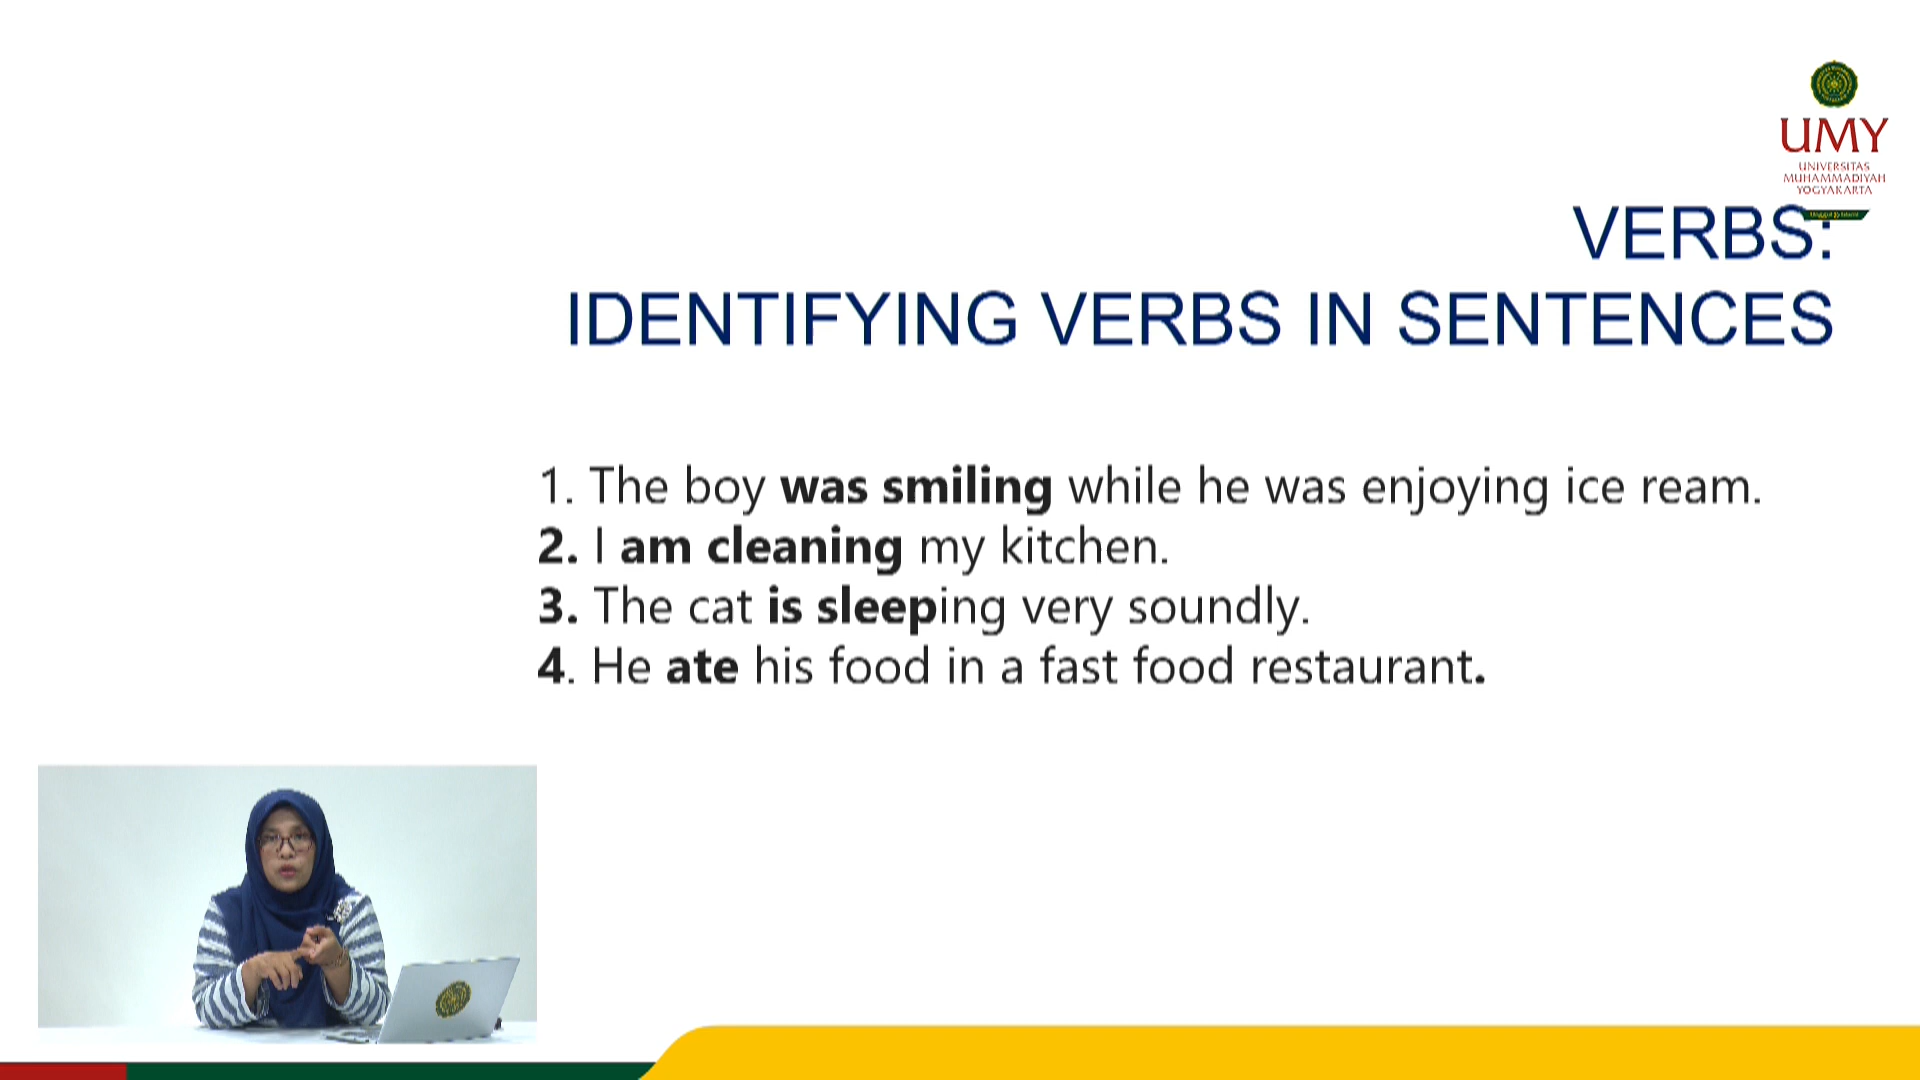 UMY
UNIVERSITAS
MUHAMMADIYAH
YOGYAKARTA
VERBS:
IDENTIFYING VERBS IN SENTENCES
1. The boy was smiling while he was enjoying ice ream.
2. I am cleaning my kitchen.
3. The cat is sleeping very soundly.
4. He ate his food in a fast food restaurant.